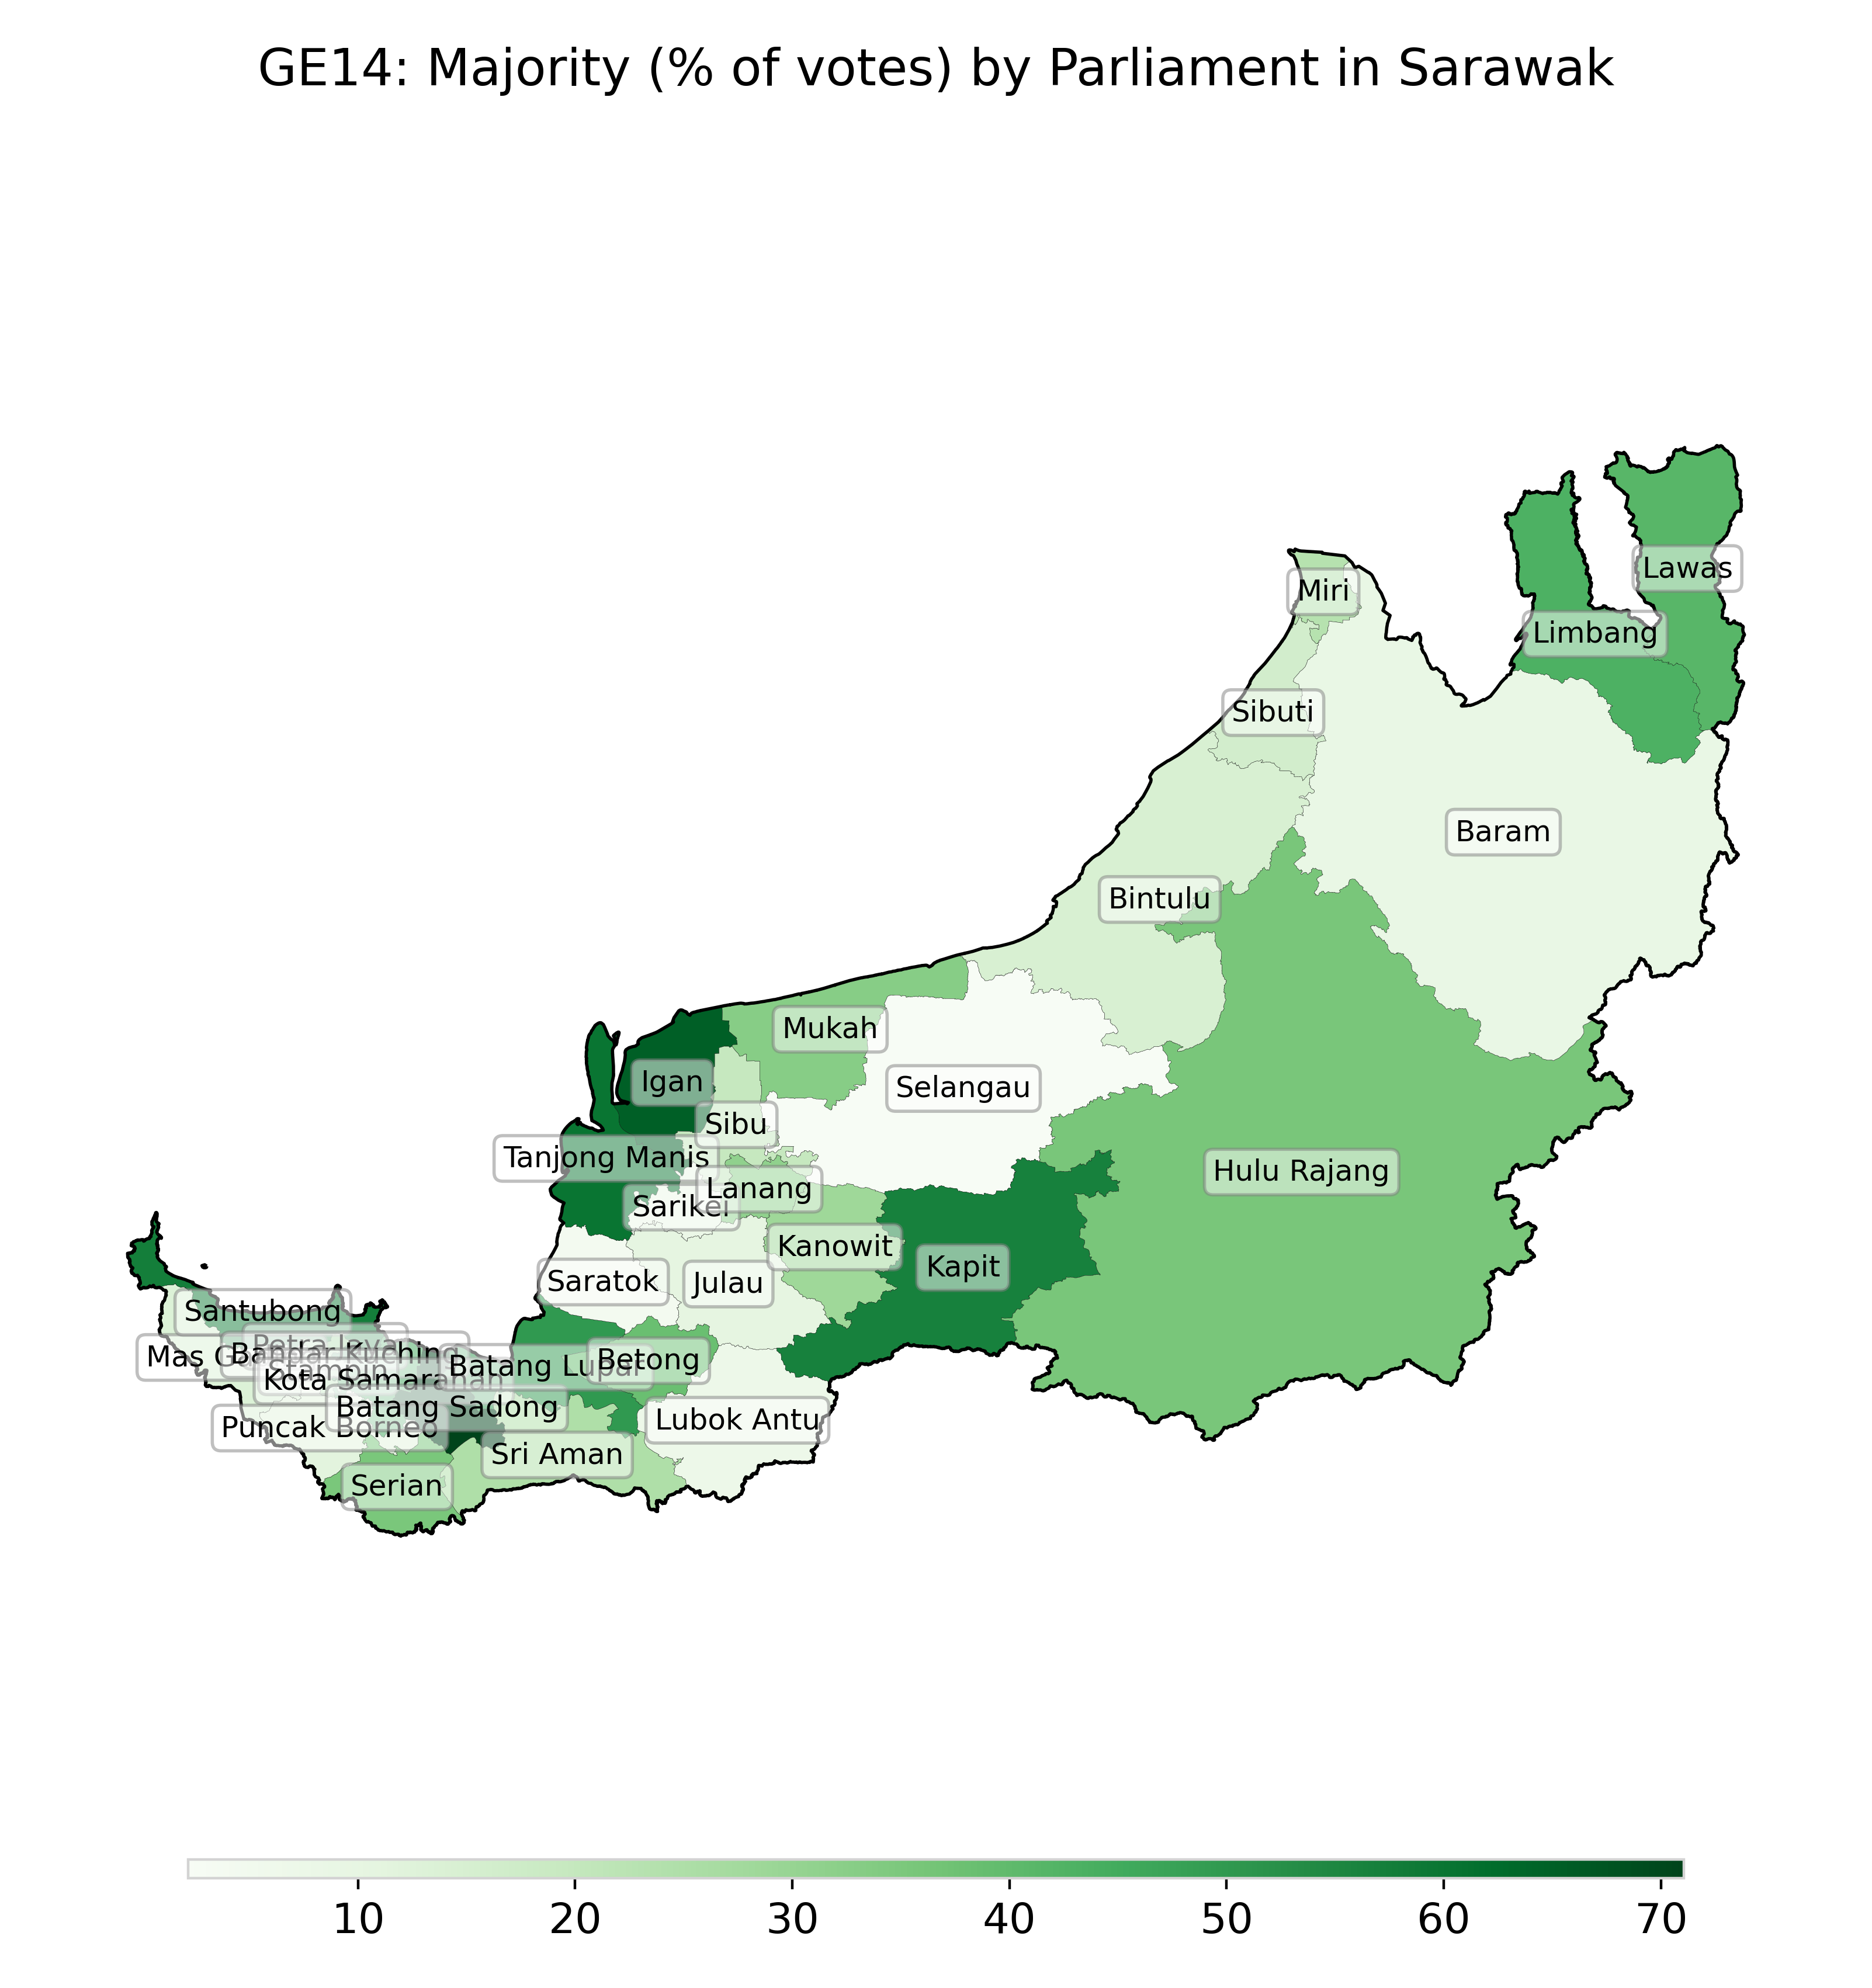 GE14: Majority (% of votes) by Parliament in Sarawak
Lawas
Miri
Limbang
Sibuti
Baram
Bintulu
Mukah
Igan
Selangau
Sibu
Tanjong Manis
Hulu Rajang
Lanang
Sarikei
Kanowit
Kapit
Saratok
Julau
Santubong
Petra Jaya
Bandar Kuching
Mas G
Stampin
Batang Lupar
Betong
Kota Samarahan
Batang Sadong
Puncak Borneo
Lubok Antu
Sri Aman
Serian
10 20 30 40 50 60 70